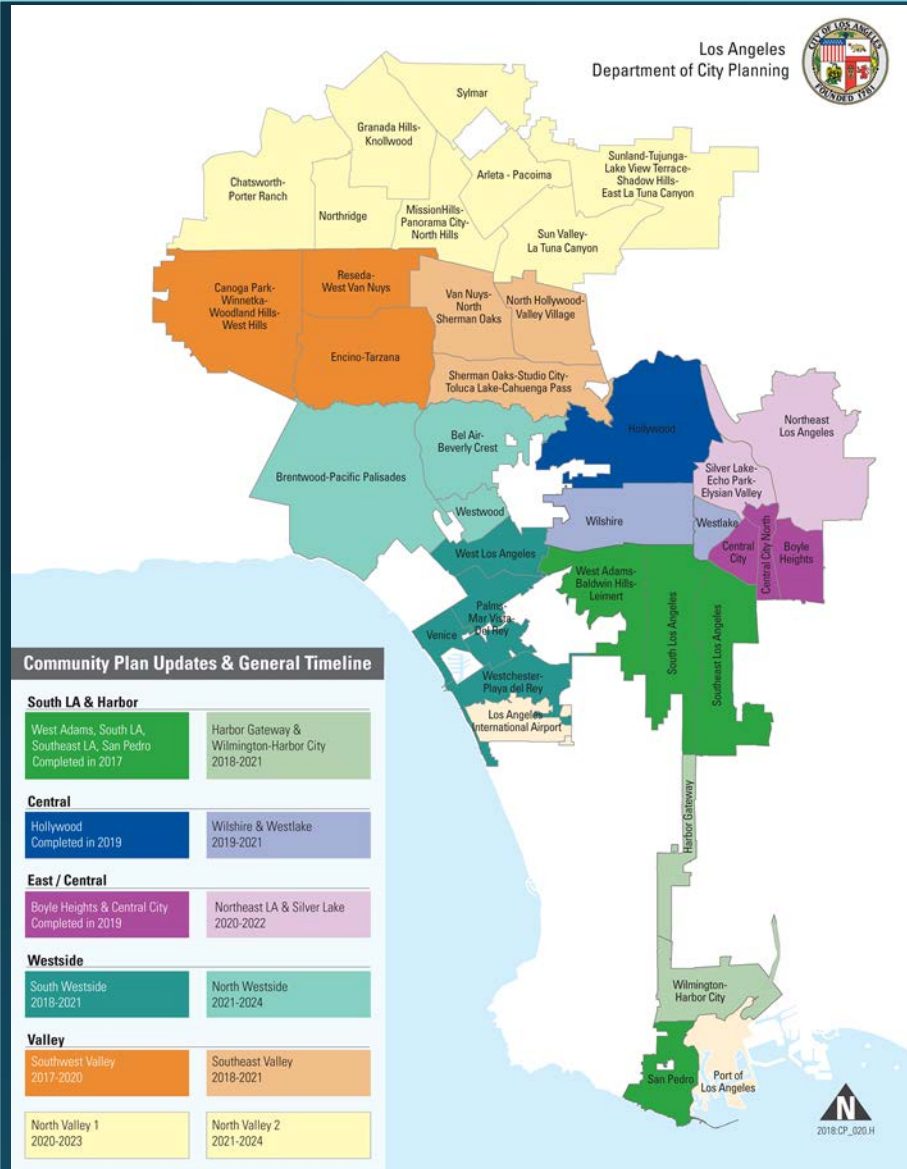 Los Angeles
Department of City Planning
CITY OF LOS ANGELES
FOUNDED 1781
Sylmar
Granada Hills-
Knollwood
Sunland-Tujunga-
Lake View Terrace-
Shadow Hills-
East La Tuna Canyon
Arleta - Pacoima
Chatsworth-
Porter Ranch
Northridge
MissionHills-
Panorama City-
North Hills
Sun Valley-
La Tuna Canyon
Canoga Park-
Winnetka-
Woodland Hills-
West Hills
Reseda-
West Van Nuys
Van Nuys-
North
Sherman Oaks
North Hollywood-
Valley Village
Encino-Tarzana
Sherman Oaks-Studio City-
Toluca Lake-Cahuenga Pass
Hollywood
Northeast
Los Angeles
Bel Air-
Beverly Crest
Brentwood-Pacific Palisades
Silver Lake-
Echo Park-
Elysian Valley
Westwood
Wilshire
Westlake
Central
City
Central City North
Boyle
Heights
West Los Angeles
West Adams-
Baldwin Hills-
Leimert
South Los Angeles
Southeast Los Angeles
Palms-
Mar Vista-
Del Rey
Venice
Westchester-
Playa del Rey
Los Angeles
International Airport
Harbor Gateway
Wilmington-
Harbor City
San Pedro
Port of
Los Angeles
Community Plan Updates & General Timeline
South LA & Harbor
West Adams, South LA,
Southeast LA, San Pedro
Completed in 2017
Harbor Gateway &
Wilmington-Harbor City
2018-2021
Central
Hollywood
Completed in 2019
Wilshire & Westlake
2019-2021
East / Central
Boyle Heights & Central City
Completed in 2019
Northeast LA & Silver Lake
2020-2022
Westside
South Westside
2018-2021
North Westside
2021-2024
Valley
Southwest Valley
2017-2020
Southeast Valley
2018-2021
North Valley 1
2020-2023
North Valley 2
2021-2024
N
2018:CP_020.H